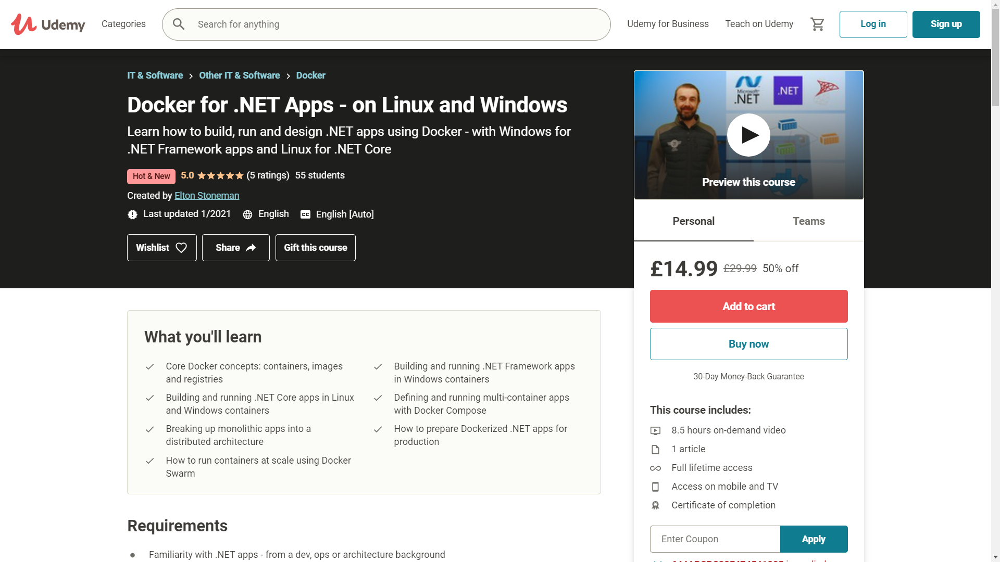 Udemy
Categories
Search for anything
Udemy for Business
Teach on Udemy
Log in
Sign up
IT & Software
Other IT & Software
Docker
Docker for .NET Apps - on Linux and Windows
Learn how to build, run and design .NET apps using Docker - with Windows for
.NET Framework apps and Linux for .NET Core
Hot & New 5.0 (5 ratings) 55 students
Created by Elton Stoneman
Last updated 1/2021 English CC English [Auto]
Wishlist
Share
Gift this course
Microsoft
.NET
.NET
Preview this course
Personal
Teams
£14.99 £29.99 50% off
Add to cart
Buy now
30-Day Money-Back Guarantee
This course includes:
8.5 hours on-demand video
1 article
Full lifetime access
Access on mobile and TV
Certificate of completion
Enter Coupon
Apply
What you'll learn
Core Docker concepts: containers, images
and registries
Building and running .NET Core apps in Linux
and Windows containers
Breaking up monolithic apps into a
distributed architecture
How to run containers at scale using Docker
Swarm
Building and running .NET Framework apps
in Windows containers
Defining and running multi-container apps
with Docker Compose
How to prepare Dockerized .NET apps for
production
Requirements
Familiarity with .NET apps - from a dev, ops or architecture background